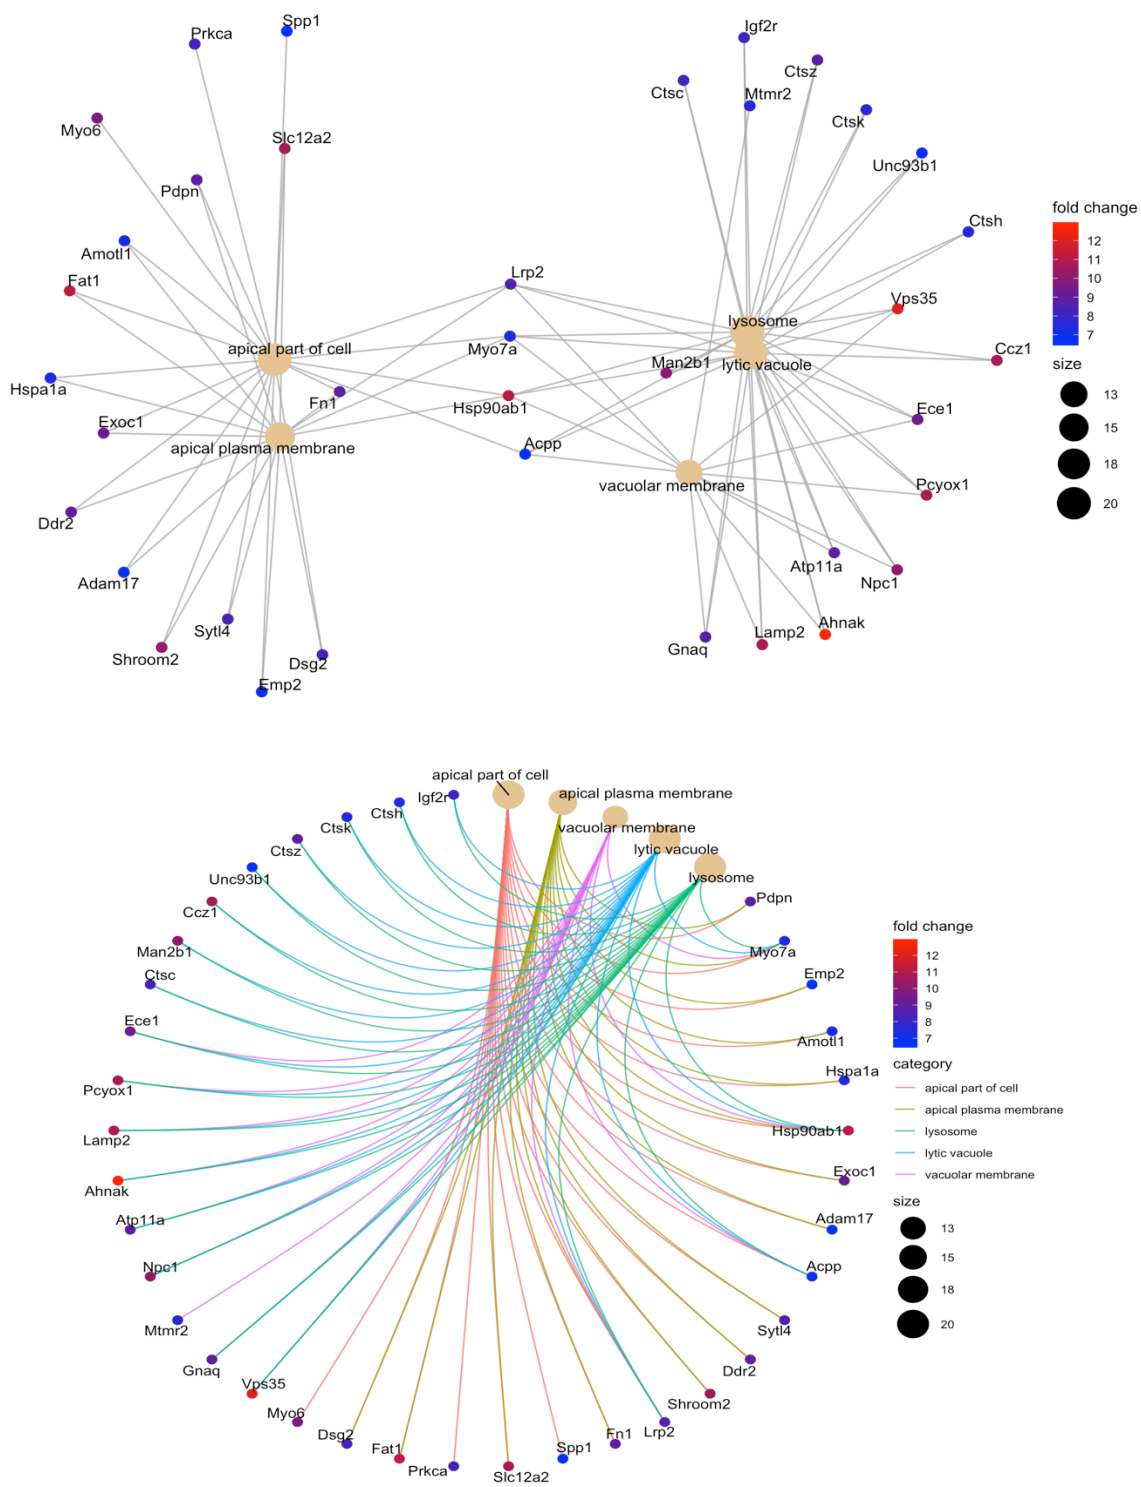 Spp1
Igf2r
Prkca
Ctsz
Ctsc
Mtmr2
Ctsk
Myo6
Slc12a2
Unc93b1
Pdpn
fold change
Ctsh
12
Amotl1
11
Fat1
Lrp2
10
9
Vps35
8
lysosome
7
apical part of cell
Myo7a
Ccz1
Man2b1
lytic vacuole
size
Hspa1a
13
Fn1
Hsp90ab1
Ece1
Exoc1
15
apical plasma membrane
Acpp
18
vacuolar membrane
Pcyox1
20
Ddr2
Atp11a
Adam17
Npc1
Sytl4
Ahnak
Lamp2
Gnaq
Shroom2
Dsg2
Emp2
apical part of cell
Igf2r
apical plasma membrane
Ctsh
Ctsk
vacuolar membrane
Ctsz
lytic vacuole
Unc93b1
lysosome
Ccz1
Pdpn
Man2b1
Myo7a
Ctsc
Emp2
Ece1
Amotl1
Pcyox1
Hspa1a
Lamp2
Hsp90ab1
Ahnak
Exoc1
Atp11a
Adam17
Npc1
Acpp
Mtmr2
Sytl4
Gnaq
Ddr2
Vps35
Shroom2
Myo6
Lrp2
Dsg2
Fn1
Fat1
Spp1
Prkca
Slc12a2
fold change
12
11
10
9
8
7
category
apical part of cell
apical plasma membrane
lysosome
lytic vacuole
vacuolar membrane
size
13
15
18
20